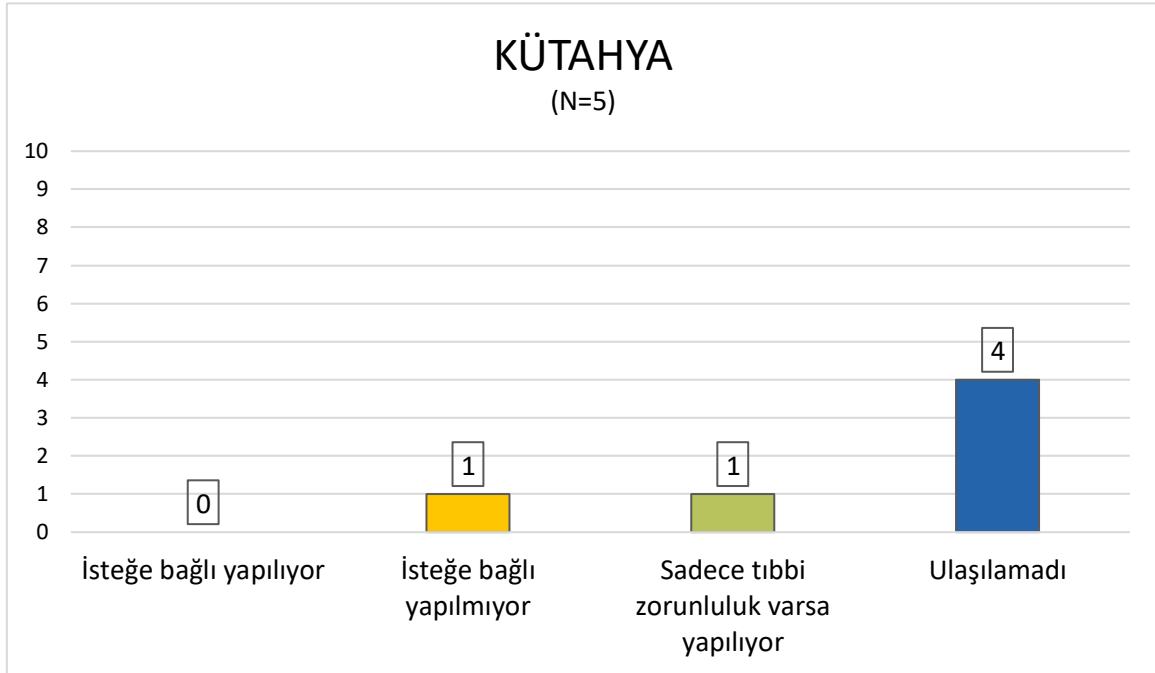 KÜTAHYA
(N=5)
10
9
8
7
6
5
4
3
2
1
0
0
1
1
4
İsteğe bağlı yapılıyor
İsteğe bağlı
yapılmıyor
Sadece tıbbi
zorunluluk varsa
yapılıyor
Ulaşılamadı